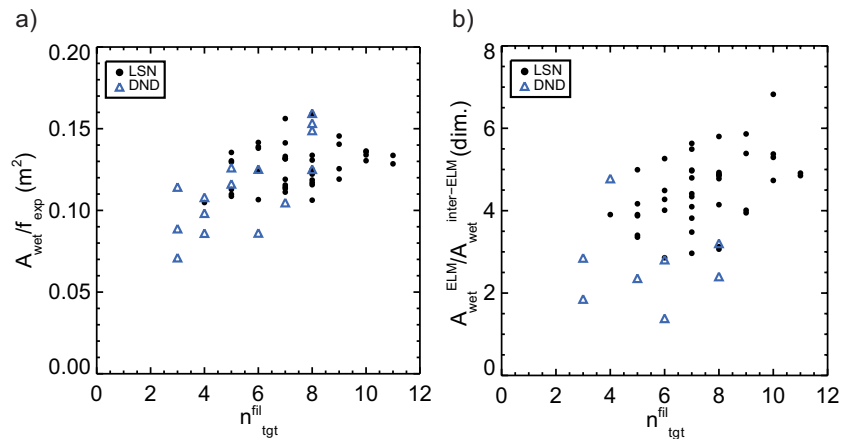 a)
b)
0.20
0.15
0.10
0.05
0.00
A_wet/f_exp (m²)
LSN
DND
0 2 4 6 8 10 12
n^fil_tgt
8
6
4
2
0
A_wet^ELM/A_wet^inter−ELM (dim.)
LSN
DND
0 2 4 6 8 10 12
n^fil_tgt